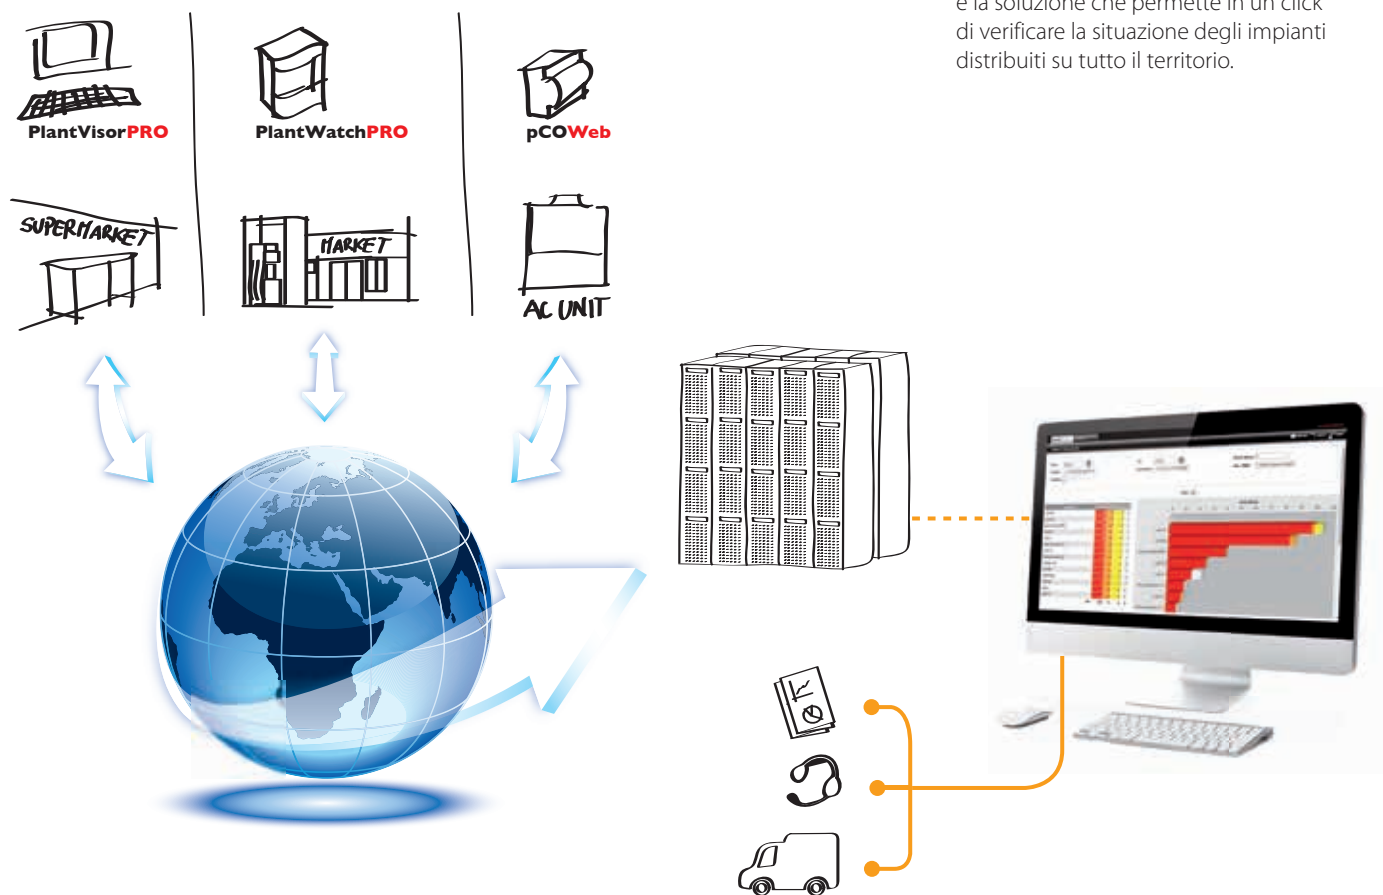 è la soluzione che permette in un click
di verificare la situazione degli impianti
distribuiti su tutto il territorio.
PlantVisorPRO
PlantWatchPRO
pCOWeb
SUPERMARKET
MARKET
AC UNIT